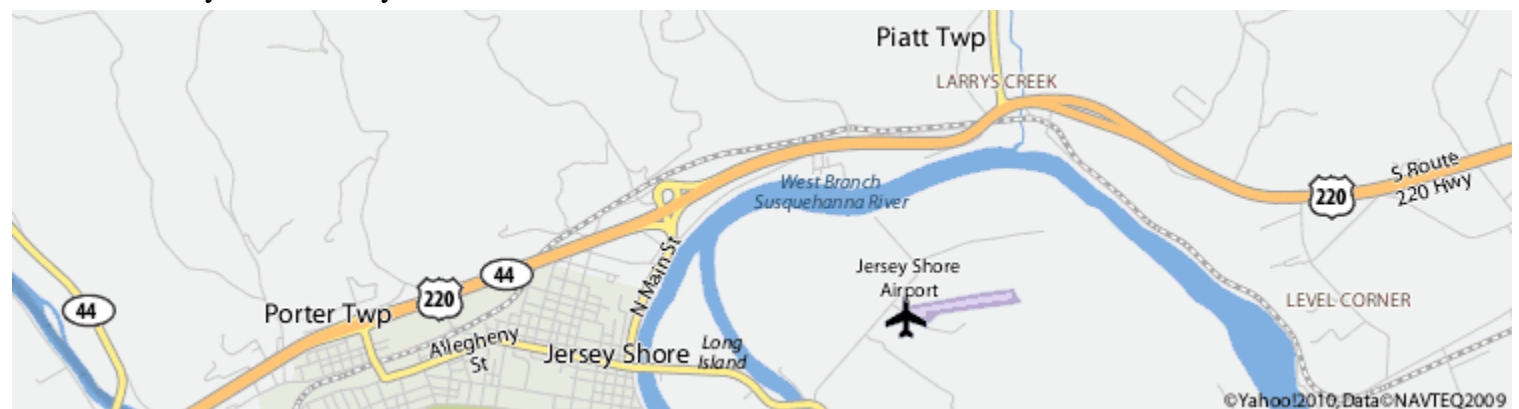 Piatt Twp
LARRYS CREEK
West Branch
Susquehanna River
S Route
220 Hwy
220
N Main St
Jersey Shore
Airport
44
220
44
Porter Twp
LEVEL CORNER
Allegheny
St
Jersey Shore
Long
Island
©Yahoo!2010,Data©NAVTEQ2009